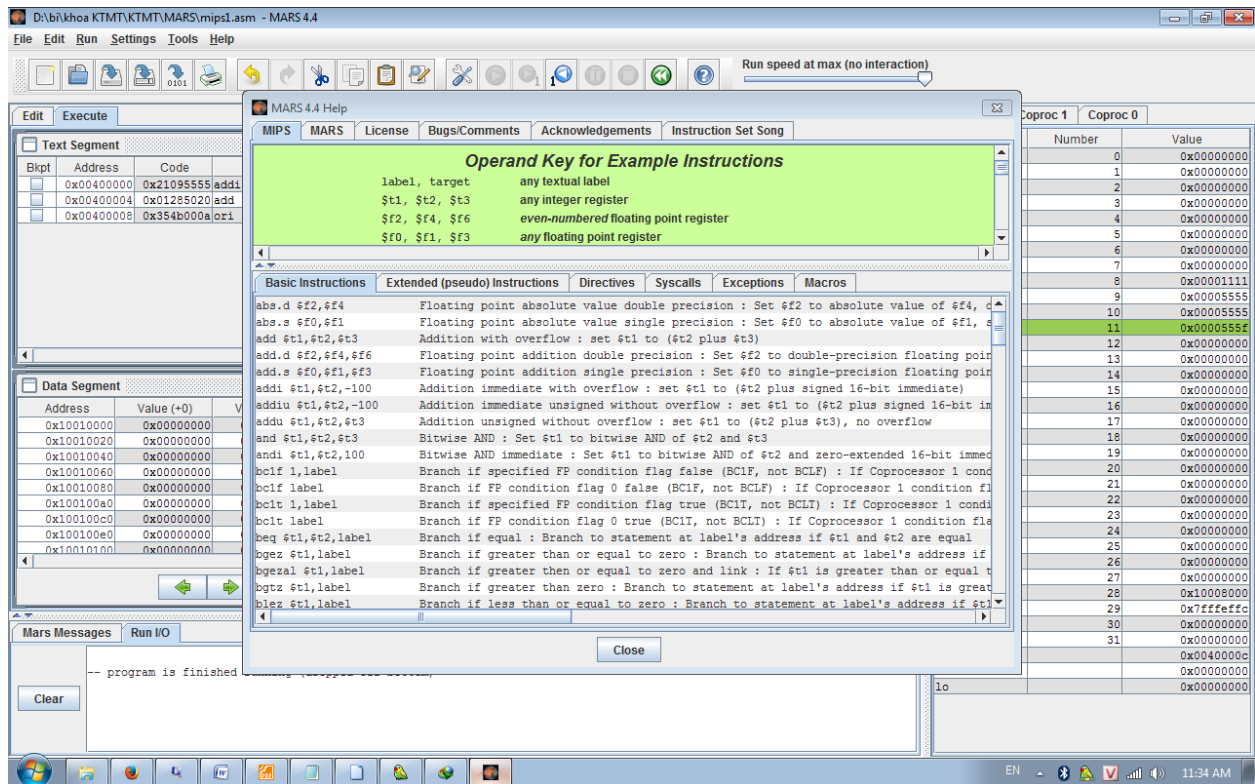 D:\bi\khoa KTMT\KTMT\MARS\mips1.asm - MARS 4.4
File Edit Run Settings Tools Help
Run speed at max (no interaction)
Edit Execute
Text Segment
Bkpt Address Code
0x00400000 0x21095555 addi
0x00400004 0x01285020 add
0x00400008 0x354b000a ori
Data Segment
Address Value (+0) V
0x10010000 0x00000000
0x10010020 0x00000000
0x10010040 0x00000000
0x10010060 0x00000000
0x10010080 0x00000000
0x100100a0 0x00000000
0x100100c0 0x00000000
0x100100e0 0x00000000
0x10010100 0x00000000
Mars Messages Run I/O
-- program is finished
Clear
MARS 4.4 Help
MIPS MARS License Bugs/Comments Acknowledgements Instruction Set Song
Operand Key for Example Instructions
label, target any textual label
$t1, $t2, $t3 any integer register
$f2, $f4, $f6 even-numbered floating point register
$f0, $f1, $f3 any floating point register
Basic Instructions Extended (pseudo) Instructions Directives Syscalls Exceptions Macros
abs.d $f2,$f4 Floating point absolute value double precision : Set $f2 to absolute value of $f4, d
abs.s $f0,$f1 Floating point absolute value single precision : Set $f0 to absolute value of $f1, s
add $t1,$t2,$t3 Addition with overflow : set $t1 to ($t2 plus $t3)
add.d $f2,$f4,$f6 Floating point addition double precision : Set $f2 to double-precision floating poin
add.s $f0,$f1,$f3 Floating point addition single precision : Set $f0 to single-precision floating poin
addi $t1,$t2,-100 Addition immediate with overflow : set $t1 to ($t2 plus signed 16-bit immediate)
addiu $t1,$t2,-100 Addition immediate unsigned without overflow : set $t1 to ($t2 plus signed 16-bit im
addu $t1,$t2,$t3 Addition unsigned without overflow : set $t1 to ($t2 plus $t3), no overflow
and $t1,$t2,$t3 Bitwise AND : Set $t1 to bitwise AND of $t2 and $t3
andi $t1,$t2,100 Bitwise AND immediate : Set $t1 to bitwise AND of $t2 and zero-extended 16-bit immed
bc1f 1,label Branch if specified FP condition flag false (BC1F, not BCLF) : If Coprocessor 1 cond
bc1f label Branch if FP condition flag 0 false (BC1F, not BCLF) : If Coprocessor 1 condition fl
bc1t 1,label Branch if specified FP condition flag true (BC1T, not BCLT) : If Coprocessor 1 condi
bc1t label Branch if FP condition flag 0 true (BC1T, not BCLT) : If Coprocessor 1 condition fla
beq $t1,$t2,label Branch if equal : Branch to statement at label's address if $t1 and $t2 are equal
bgez $t1,label Branch if greater than or equal to zero : Branch to statement at label's address if
bgezal $t1,label Branch if greater then or equal to zero and link : If $t1 is greater than or equal t
bgtz $t1,label Branch if greater than zero : Branch to statement at label's address if $t1 is great
blez $t1,label Branch if less than or equal to zero : Branch to statement at label's address if $t1
Close
Coproc 1 Coproc 0
Number Value
0 0x00000000
1 0x00000000
2 0x00000000
3 0x00000000
4 0x00000000
5 0x00000000
6 0x00000000
7 0x00000000
8 0x00001111
9 0x00005555
10 0x00005555
11 0x0000555f
12 0x00000000
13 0x00000000
14 0x00000000
15 0x00000000
16 0x00000000
17 0x00000000
18 0x00000000
19 0x00000000
20 0x00000000
21 0x00000000
22 0x00000000
23 0x00000000
24 0x00000000
25 0x00000000
26 0x00000000
27 0x00000000
28 0x10008000
29 0x7fffeffc
30 0x00000000
31 0x00000000
0x0040000c
0x00000000
lo 0x00000000
EN 11:34 AM